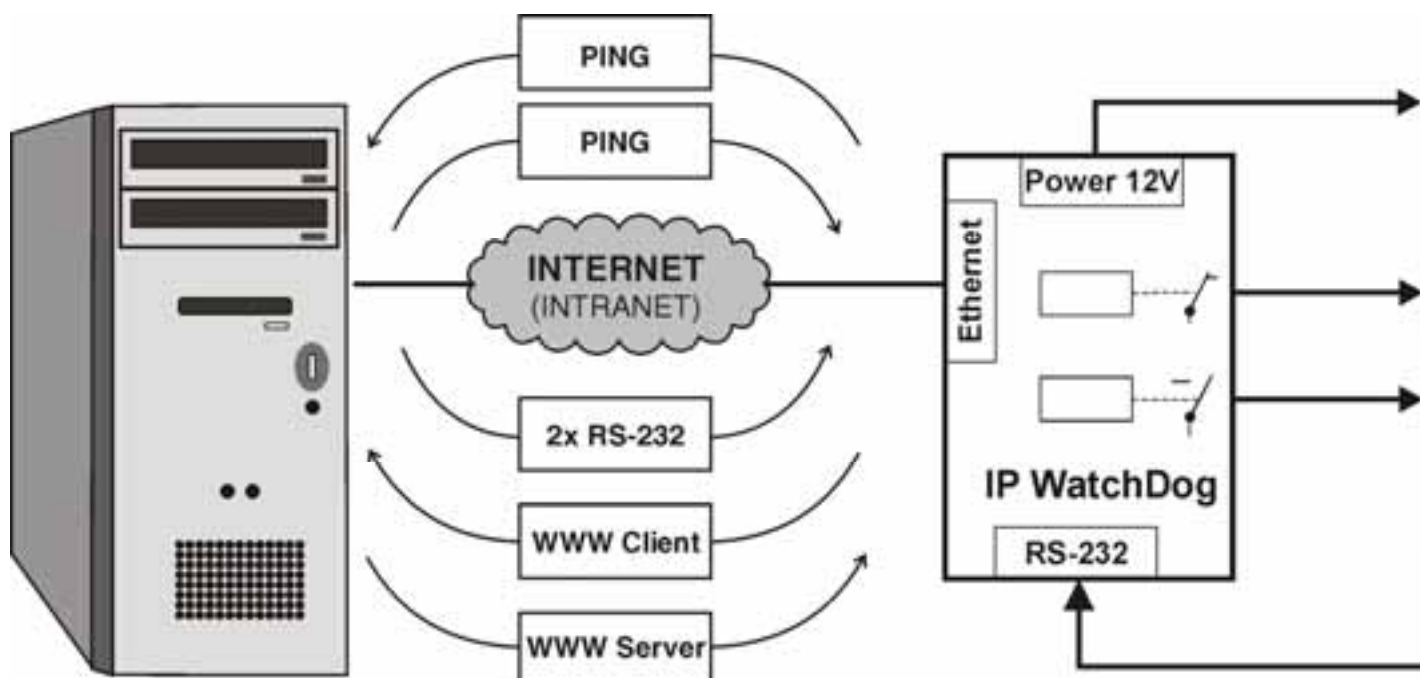 PING
PING
Power 12V
Ethernet
INTERNET
(INTRANET)
2x RS-232
IP WatchDog
WWW Client
RS-232
WWW Server